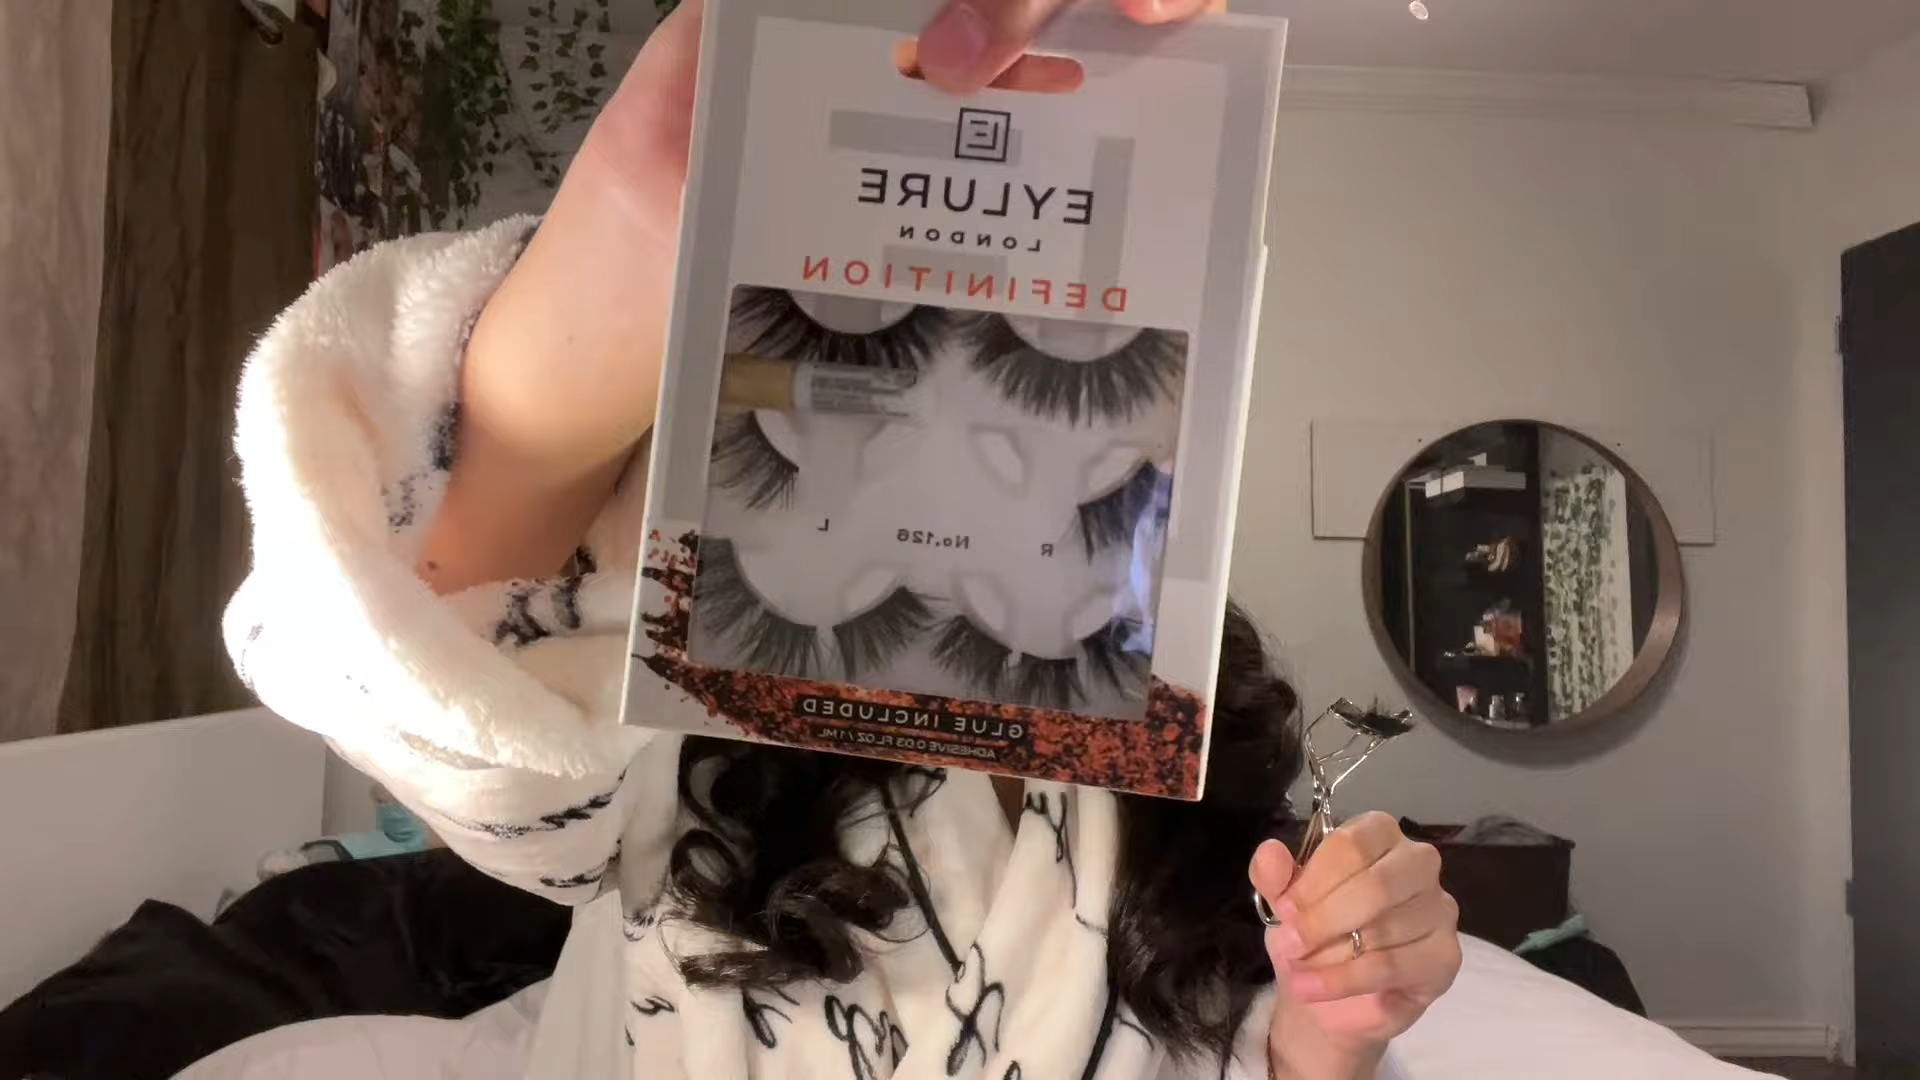 E
EYLURE
LONDON
DEFINITION
L No.126 R
GLUE INCLUDED
ADHESIVE 0.03 FL OZ / 1 ML